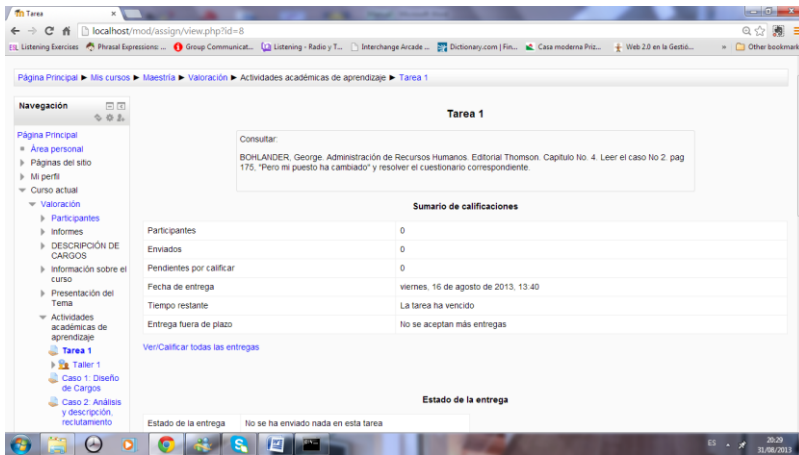 Tarea
localhost/mod/assign/view.php?id=8
ESL Listening Exercises Phrasal Expressions: ... Group Communicat... Listening - Radio y T... Interchange Arcade ... Dictionary.com | Fin... Casa moderna Priz... Web 2.0 en la Gestió... » Other bookmark
Página Principal ► Mis cursos ► Maestría ► Valoración ► Actividades académicas de aprendizaje ► Tarea 1
Navegación
Página Principal
Área personal
Páginas del sitio
Mi perfil
Curso actual
Valoración
Participantes
Informes
DESCRIPCIÓN DE
CARGOS
Información sobre el
curso
Presentación del
Tema
Actividades
académicas de
aprendizaje
Tarea 1
Taller 1
Caso 1: Diseño
de Cargos
Caso 2: Análisis
y descripción,
reclutamiento
Tarea 1
Consultar:
BOHLANDER, George. Administración de Recursos Humanos. Editorial Thomson. Capitulo No. 4. Leer el caso No 2. pag
175, "Pero mi puesto ha cambiado" y resolver el cuestionario correspondiente.
Sumario de calificaciones
Participantes 0
Enviados 0
Pendientes por calificar 0
Fecha de entrega viernes, 16 de agosto de 2013, 13:40
Tiempo restante La tarea ha vencido
Entrega fuera de plazo No se aceptan más entregas
Ver/Calificar todas las entregas
Estado de la entrega
Estado de la entrega No se ha enviado nada en esta tarea
ES
20:29
31/08/2013